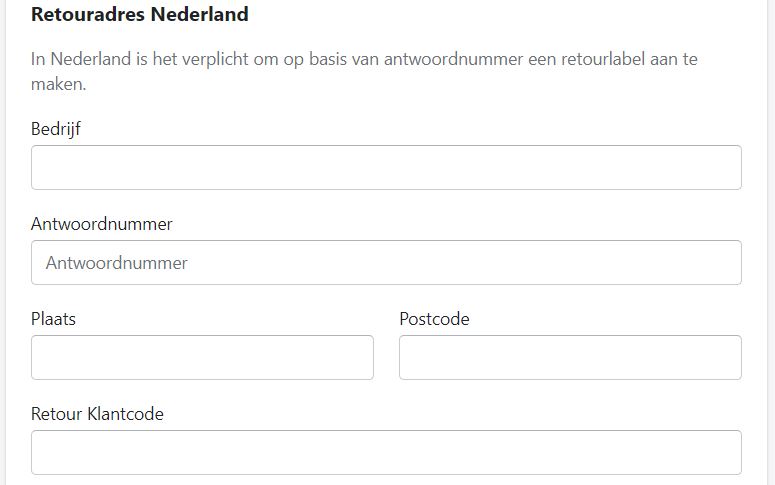 Retouradres Nederland
In Nederland is het verplicht om op basis van antwoordnummer een retourlabel aan te
maken.
Bedrijf
Antwoordnummer
Antwoordnummer
Plaats Postcode
Retour Klantcode